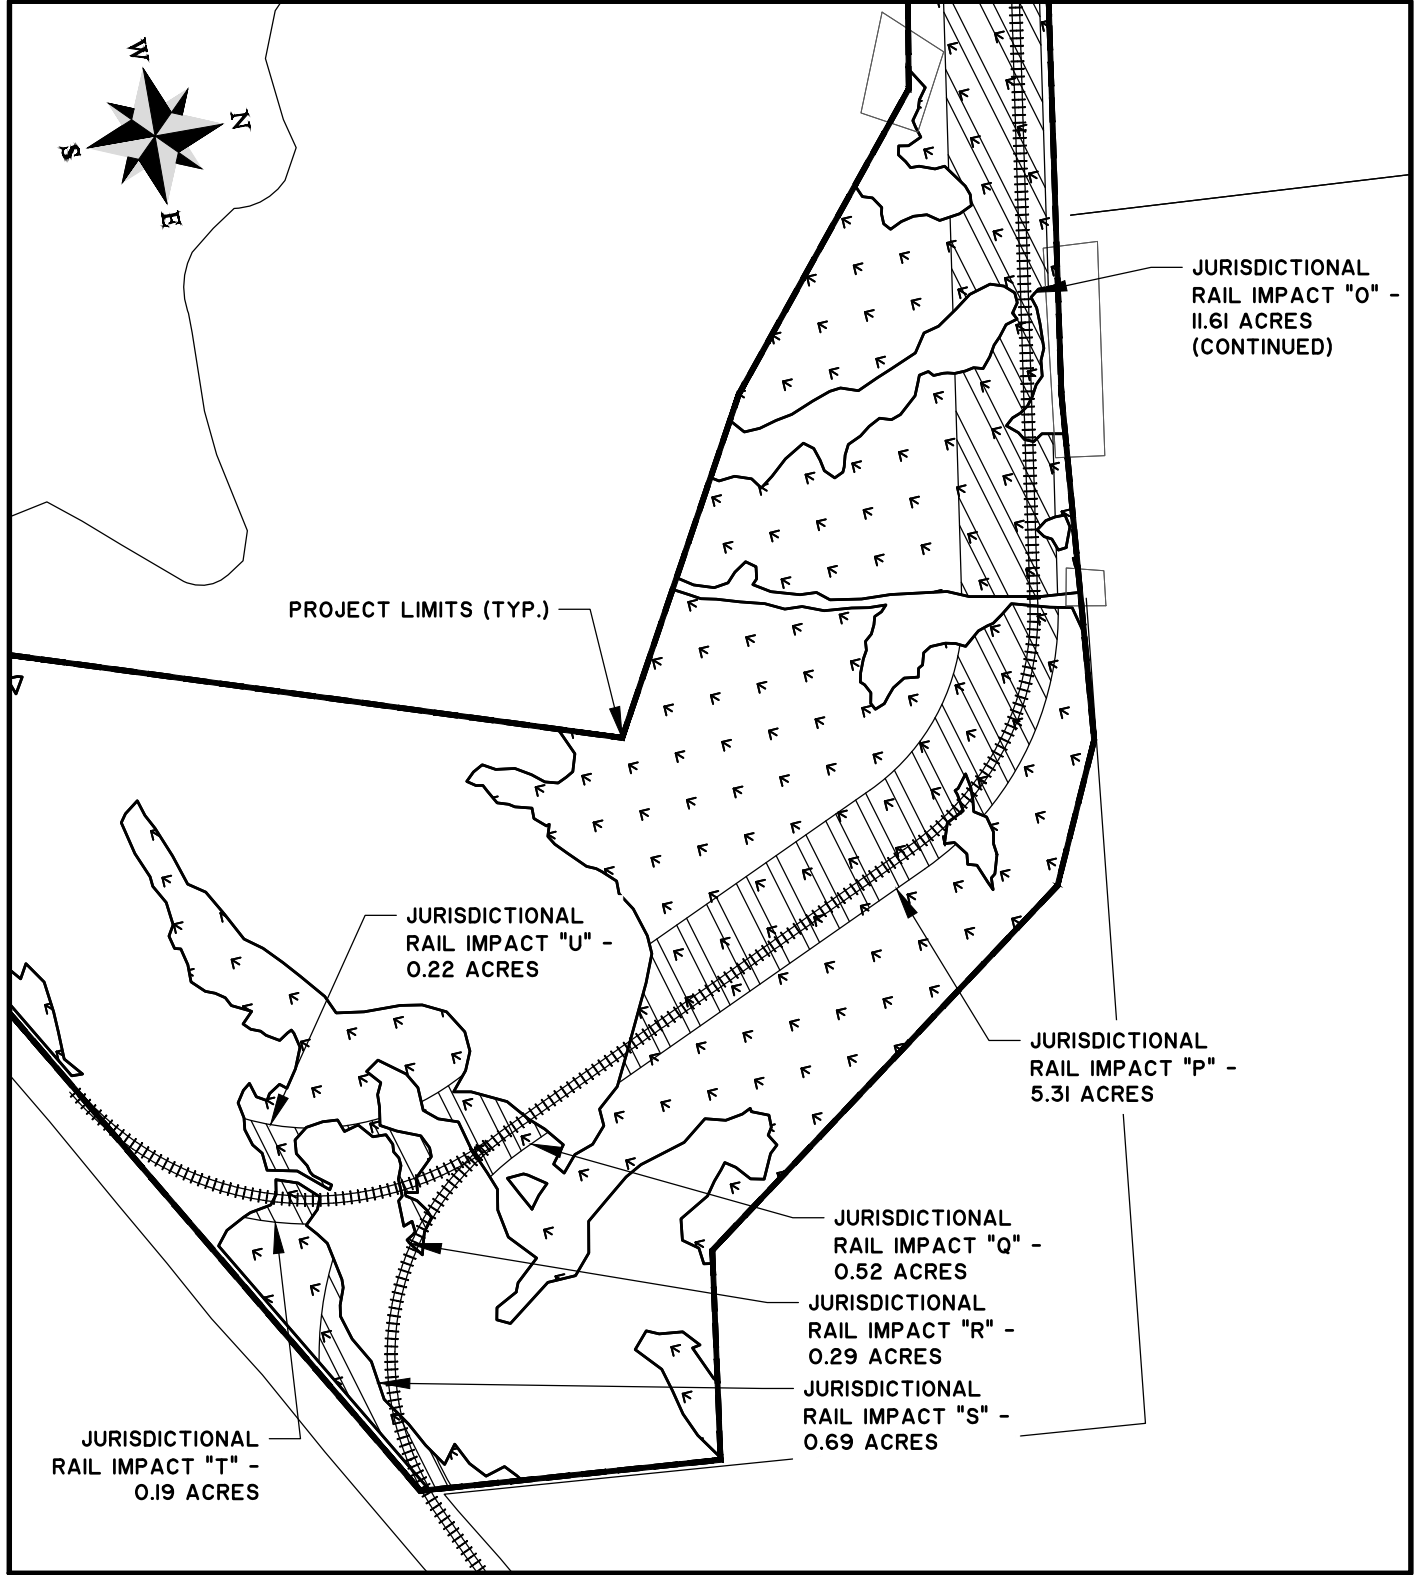 W
N
S
E
JURISDICTIONAL
RAIL IMPACT "O" -
11.61 ACRES
(CONTINUED)
PROJECT LIMITS (TYP.)
JURISDICTIONAL
RAIL IMPACT "U" -
0.22 ACRES
JURISDICTIONAL
RAIL IMPACT "P" -
5.31 ACRES
JURISDICTIONAL
RAIL IMPACT "Q" -
0.52 ACRES
JURISDICTIONAL
RAIL IMPACT "R" -
0.29 ACRES
JURISDICTIONAL
RAIL IMPACT "S" -
0.69 ACRES
JURISDICTIONAL
RAIL IMPACT "T" -
0.19 ACRES